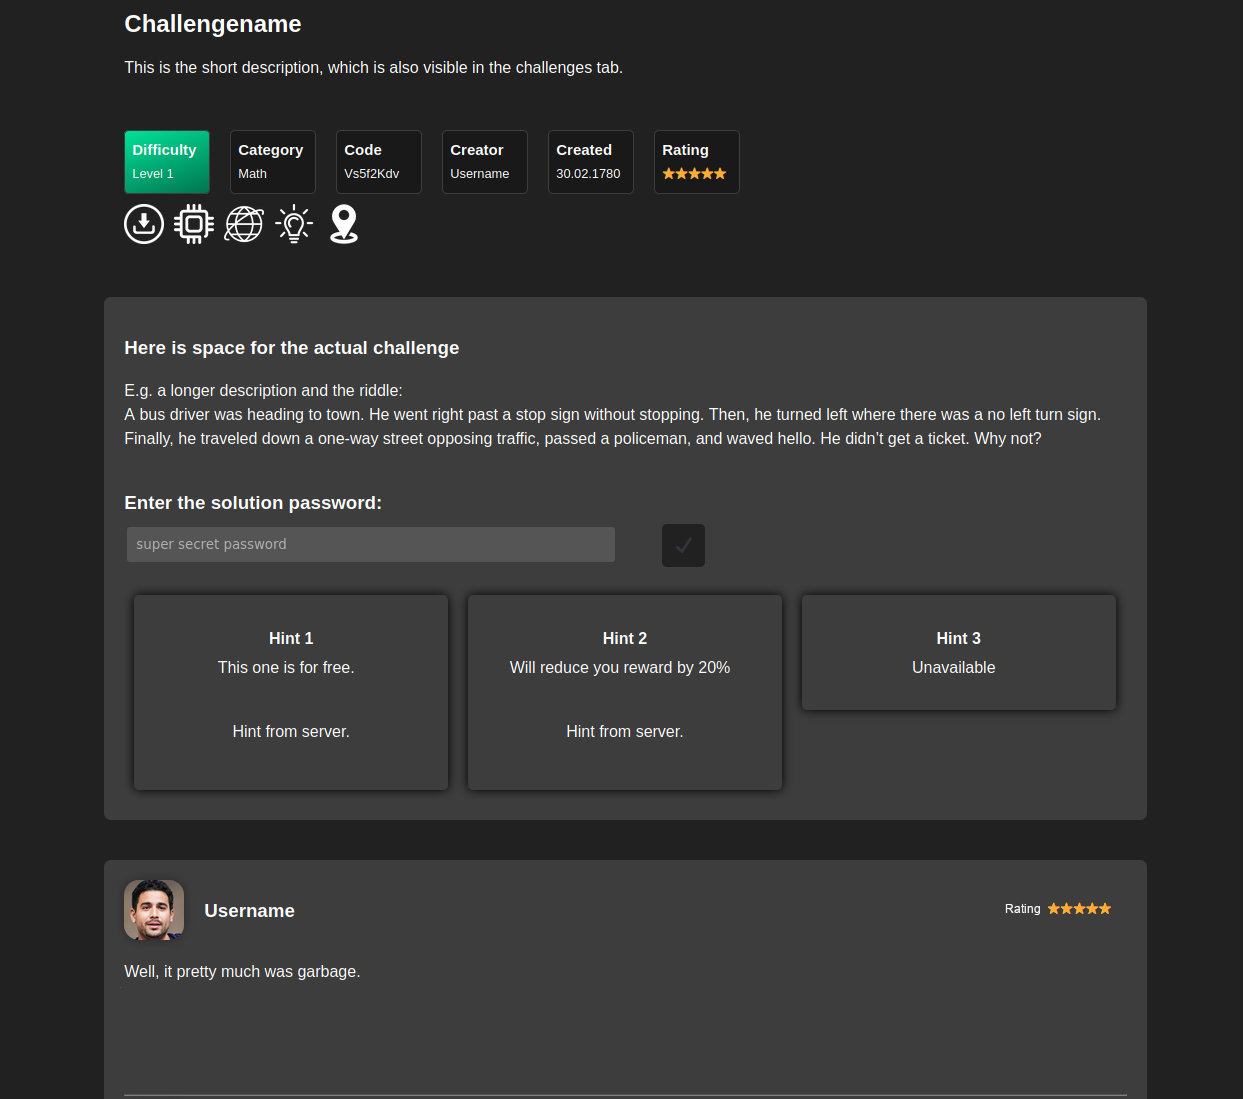 Challengename
This is the short description, which is also visible in the challenges tab.
Difficulty
Level 1
Category
Math
Code
Vs5f2Kdv
Creator
Username
Created
30.02.1780
Rating
Here is space for the actual challenge
E.g. a longer description and the riddle:
A bus driver was heading to town. He went right past a stop sign without stopping. Then, he turned left where there was a no left turn sign.
Finally, he traveled down a one-way street opposing traffic, passed a policeman, and waved hello. He didn’t get a ticket. Why not?
Enter the solution password:
super secret password
Hint 1
This one is for free.
Hint from server.
Hint 2
Will reduce you reward by 20%
Hint from server.
Hint 3
Unavailable
Username
Rating
Well, it pretty much was garbage.